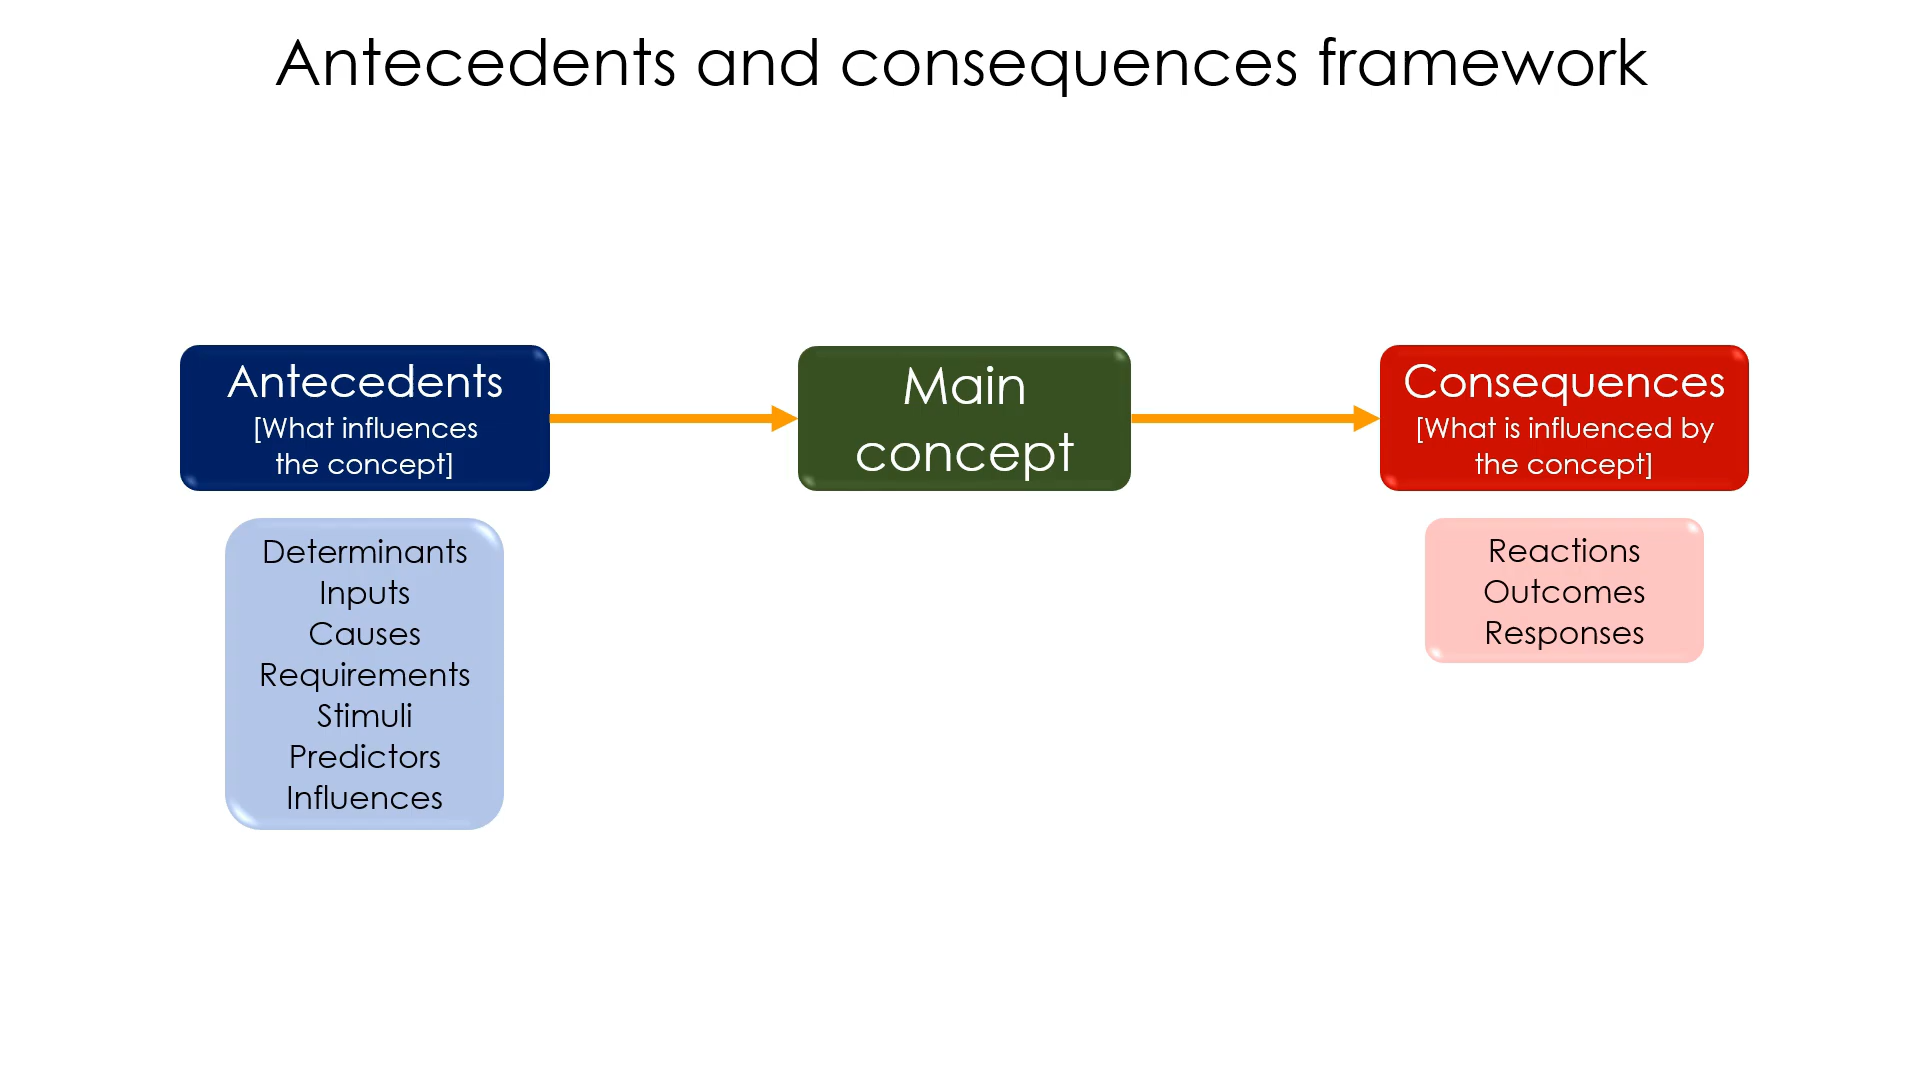 Antecedents and consequences framework
Antecedents
[What influences
the concept]
Main
concept
Consequences
[What is influenced by
the concept]
Determinants
Inputs
Causes
Requirements
Stimuli
Predictors
Influences
Reactions
Outcomes
Responses